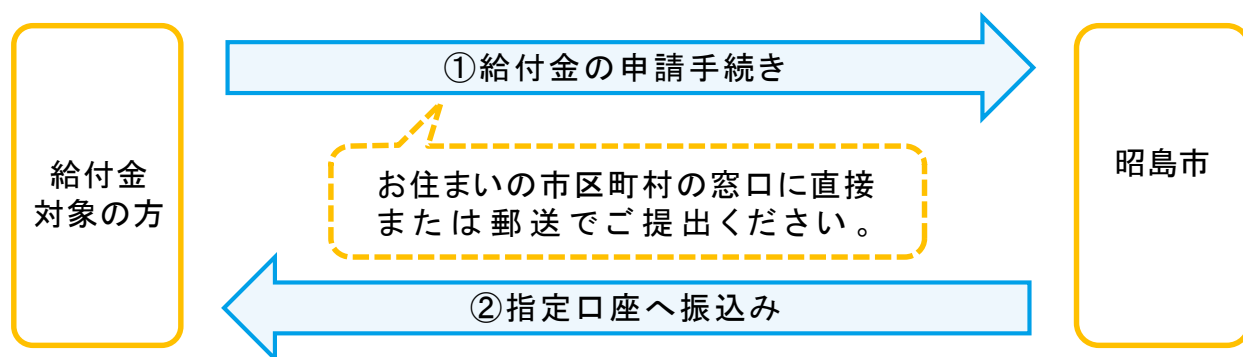 ①給付金の申請手続き
給付金
対象の方
お住まいの市区町村の窓口に直接
または郵送でご提出ください。
昭島市
②指定口座へ振込み